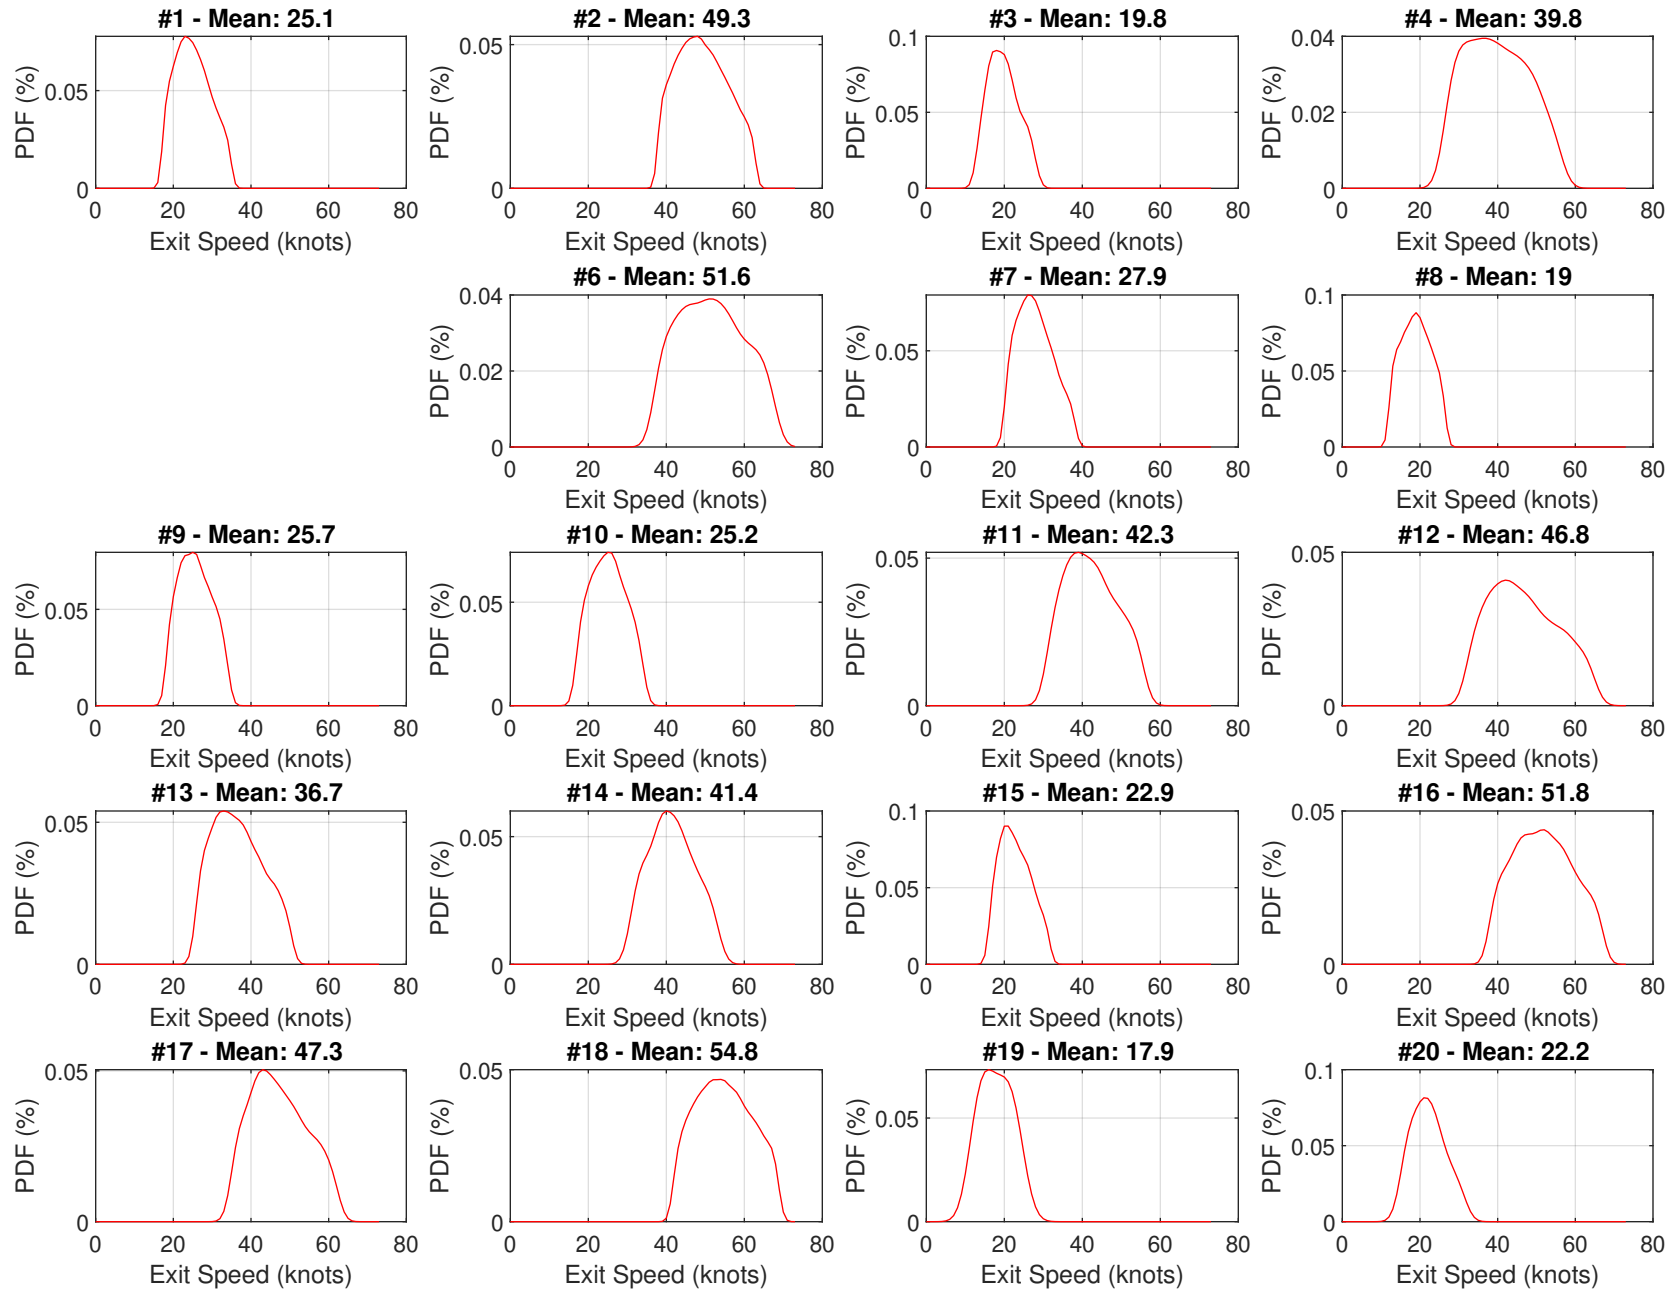 #1 - Mean: 25.1
PDF (%)
0.05
0
0 20 40 60 80
Exit Speed (knots)
#2 - Mean: 49.3
PDF (%)
0.05
0
0 20 40 60 80
Exit Speed (knots)
#3 - Mean: 19.8
PDF (%)
0.1
0.05
0
0 20 40 60 80
Exit Speed (knots)
#4 - Mean: 39.8
PDF (%)
0.04
0.02
0
0 20 40 60 80
Exit Speed (knots)
#6 - Mean: 51.6
PDF (%)
0.04
0.02
0
0 20 40 60 80
Exit Speed (knots)
#7 - Mean: 27.9
PDF (%)
0.05
0
0 20 40 60 80
Exit Speed (knots)
#8 - Mean: 19
PDF (%)
0.1
0.05
0
0 20 40 60 80
Exit Speed (knots)
#9 - Mean: 25.7
PDF (%)
0.05
0
0 20 40 60 80
Exit Speed (knots)
#10 - Mean: 25.2
PDF (%)
0.05
0
0 20 40 60 80
Exit Speed (knots)
#11 - Mean: 42.3
PDF (%)
0.05
0
0 20 40 60 80
Exit Speed (knots)
#12 - Mean: 46.8
PDF (%)
0.05
0
0 20 40 60 80
Exit Speed (knots)
#13 - Mean: 36.7
PDF (%)
0.05
0
0 20 40 60 80
Exit Speed (knots)
#14 - Mean: 41.4
PDF (%)
0.05
0
0 20 40 60 80
Exit Speed (knots)
#15 - Mean: 22.9
PDF (%)
0.1
0.05
0
0 20 40 60 80
Exit Speed (knots)
#16 - Mean: 51.8
PDF (%)
0.05
0
0 20 40 60 80
Exit Speed (knots)
#17 - Mean: 47.3
PDF (%)
0.05
0
0 20 40 60 80
Exit Speed (knots)
#18 - Mean: 54.8
PDF (%)
0.05
0
0 20 40 60 80
Exit Speed (knots)
#19 - Mean: 17.9
PDF (%)
0.05
0
0 20 40 60 80
Exit Speed (knots)
#20 - Mean: 22.2
PDF (%)
0.1
0.05
0
0 20 40 60 80
Exit Speed (knots)